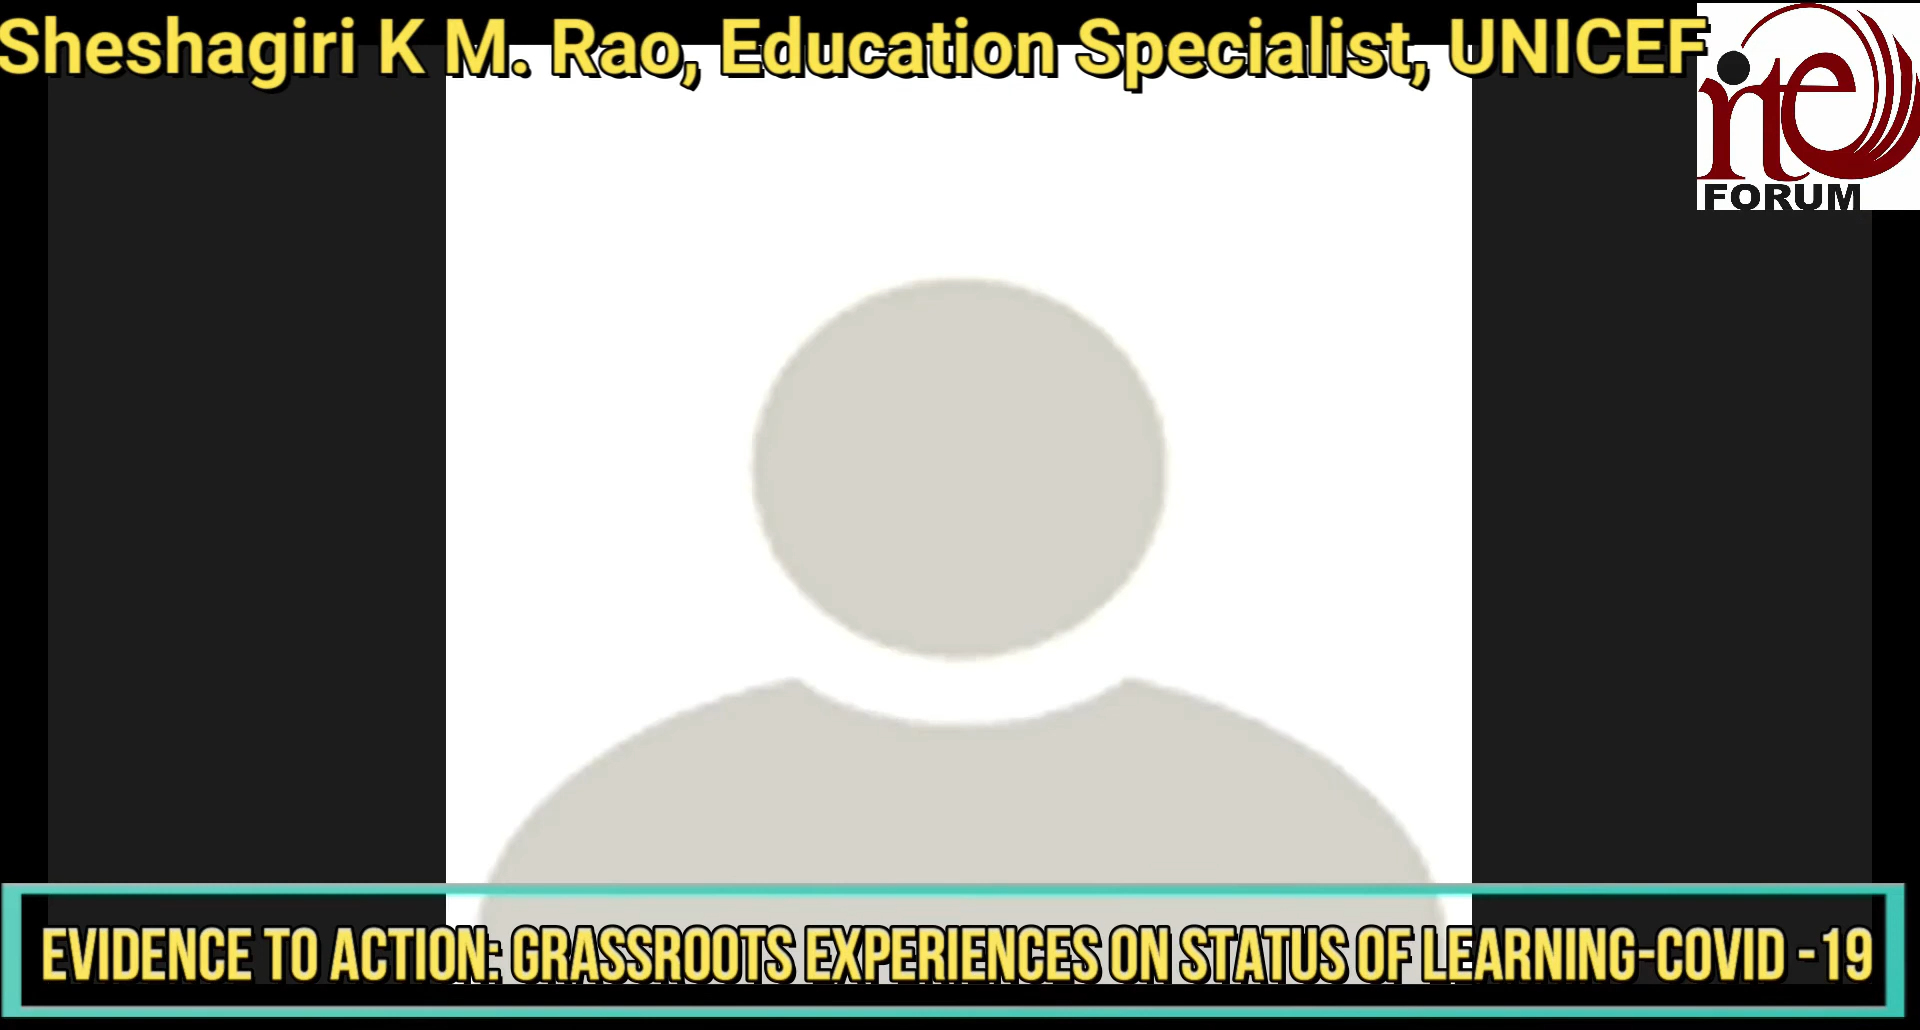 Sheshagiri K M. Rao, Education Specialist, UNICEF
rte
FORUM
EVIDENCE TO ACTION: GRASSROOTS EXPERIENCES ON STATUS OF LEARNING-COVID -19